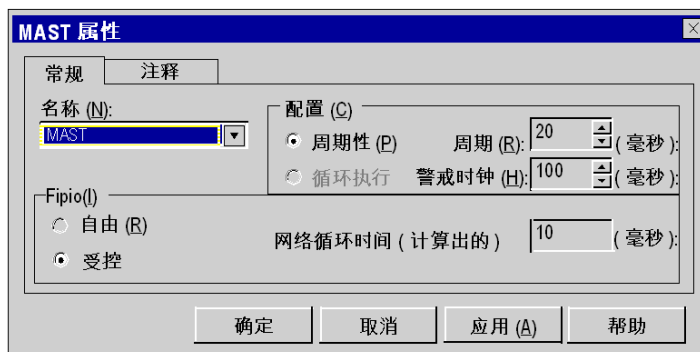 MAST 属性
常规 注释
名称 (N): 配置 (C)
MAST
周期性 (P) 周期 (R): 20 (毫秒):
循环执行 警戒时钟 (H): 100 (毫秒):
Fipio(I)
自由 (R)
网络循环时间 (计算出的) 10 (毫秒):
受控
确定 取消 应用 (A) 帮助